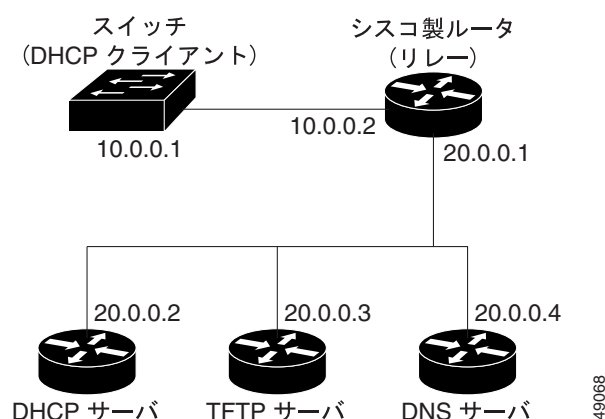 スイッチ
(DHCP クライアント)
シスコ製ルータ
(リレー)
10.0.0.2
10.0.0.1
20.0.0.1
20.0.0.2
20.0.0.3
20.0.0.4
DHCP サーバ
TFTP サーバ
DNS サーバ
49068